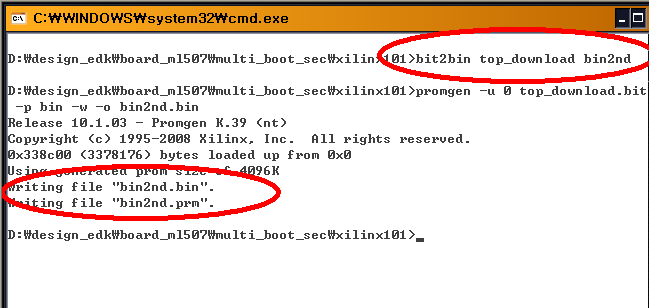 C:₩WINDOWS₩system32₩cmd.exe
D:₩design_edk₩board_ml507₩multi_boot_sec₩xilinx101>bit2bin top_download bin2nd
D:₩design_edk₩board_ml507₩multi_boot_sec₩xilinx101>promgen -u 0 top_download.bit
-p bin -w -o bin2nd.bin
Release 10.1.03 - Promgen K.39 (nt)
Copyright (c) 1995-2008 Xilinx, Inc.  All rights reserved.
0x338c00 (3378176) bytes loaded up from 0x0
Using generated prom size of 4096K
Writing file "bin2nd.bin".
Writing file "bin2nd.prm".
D:₩design_edk₩board_ml507₩multi_boot_sec₩xilinx101>_